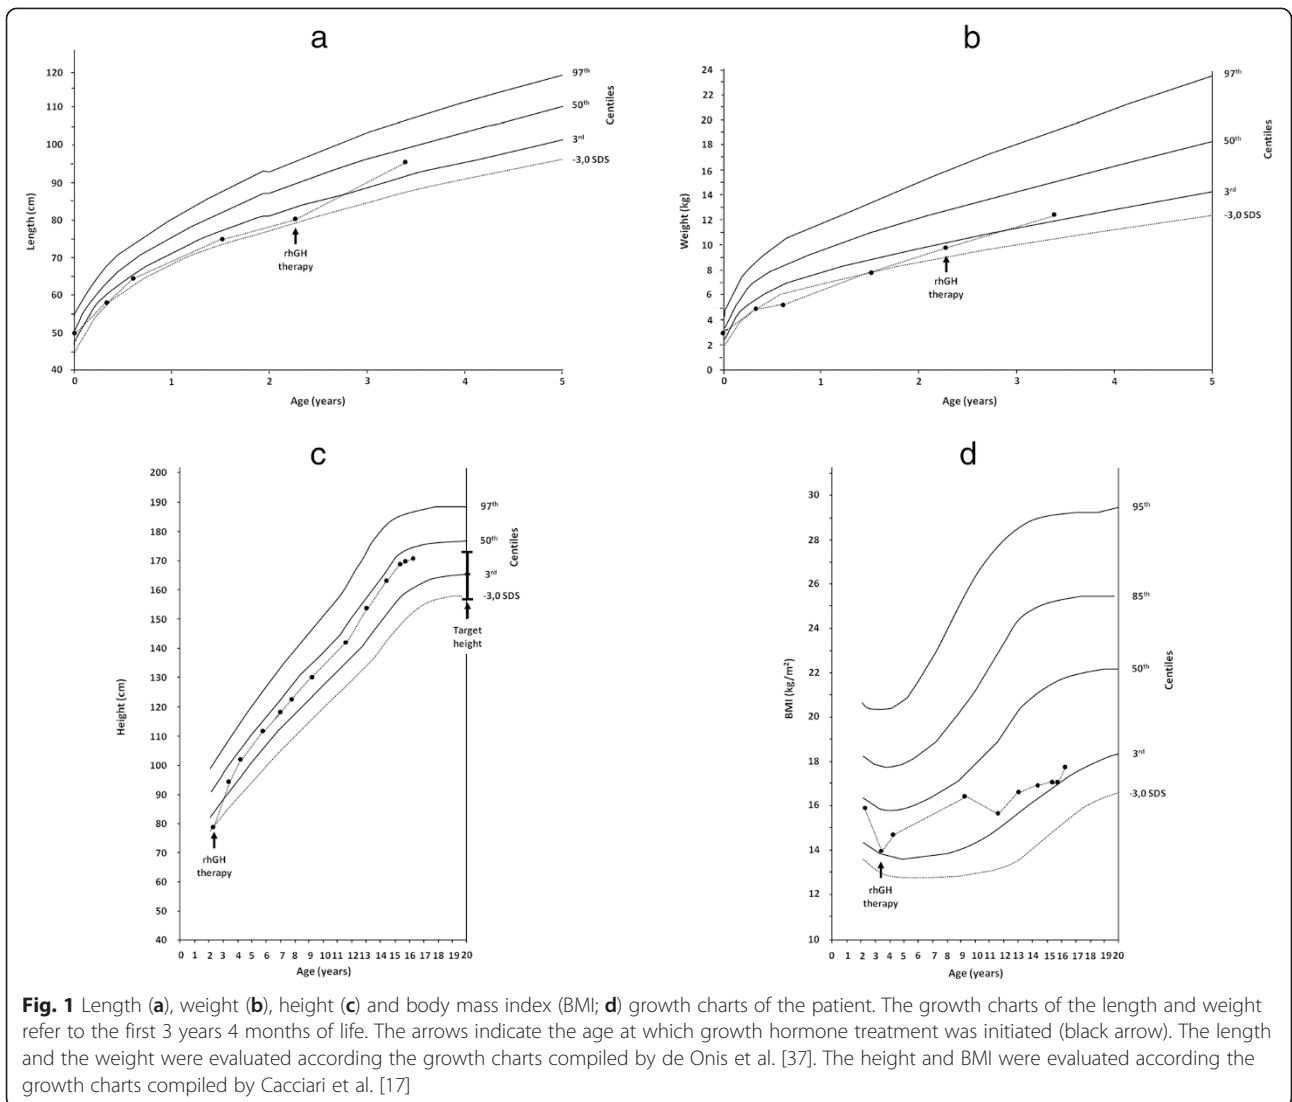 a
120
110
100
90
80
70
60
50
40
Length (cm)
97th
50th
3rd
-3,0 SDS
Centiles
rhGH
therapy
0 1 2 3 4 5
Age (years)
b
24
22
20
18
16
14
12
10
8
6
4
2
0
Weight (kg)
97th
50th
3rd
-3,0 SDS
Centiles
rhGH
therapy
0 1 2 3 4 5
Age (years)
c
200
190
180
170
160
150
140
130
120
110
100
90
80
70
60
50
40
Height (cm)
97th
50th
3rd
-3,0 SDS
Centiles
Target
height
rhGH
therapy
0 1 2 3 4 5 6 7 8 9 10 11 12 13 14 15 16 17 18 19 20
Age (years)
d
30
28
26
24
22
20
18
16
14
12
10
BMI (kg/m²)
95th
85th
50th
3rd
-3,0 SDS
Centiles
rhGH
therapy
0 1 2 3 4 5 6 7 8 9 10 11 12 13 14 15 16 17 18 19 20
Age (years)
Fig. 1 Length (a), weight (b), height (c) and body mass index (BMI; d) growth charts of the patient. The growth charts of the length and weight
refer to the first 3 years 4 months of life. The arrows indicate the age at which growth hormone treatment was initiated (black arrow). The length
and the weight were evaluated according the growth charts compiled by de Onis et al. [37]. The height and BMI were evaluated according the
growth charts compiled by Cacciari et al. [17]